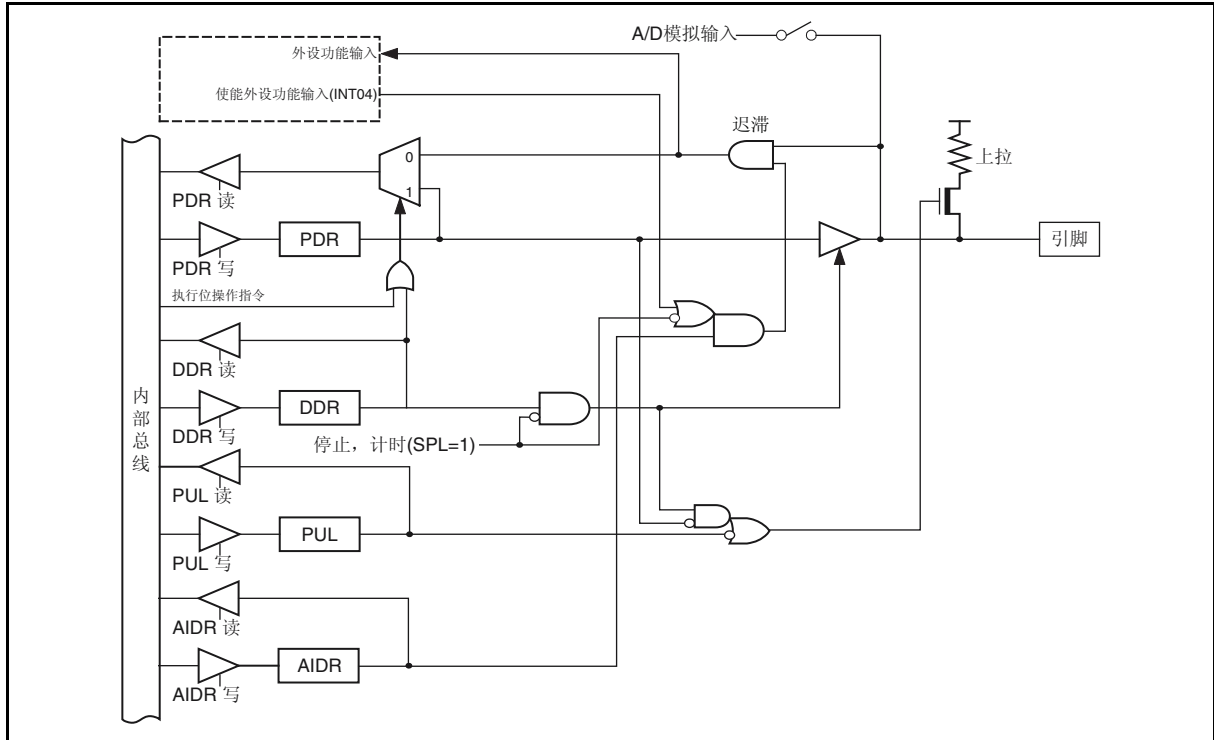 A/D模拟输入
外设功能输入
使能外设功能输入(INT04)
迟滞
上拉
0
1
PDR 读
PDR
PDR 写
引脚
执行位操作指令
DDR 读
DDR
DDR 写
内部总线
停止，计时(SPL=1)
PUL 读
PUL
PUL 写
AIDR 读
AIDR
AIDR 写